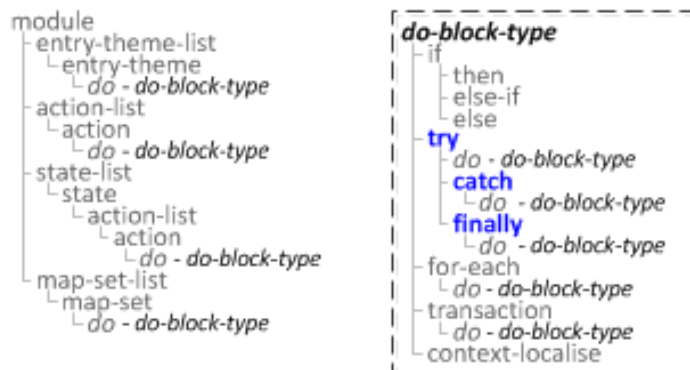 module
entry-theme-list
entry-theme
do - do-block-type
action-list
action
do - do-block-type
state-list
state
action-list
action
do - do-block-type
map-set-list
map-set
do - do-block-type
do-block-type
if
then
else-if
else
try
do - do-block-type
catch
do - do-block-type
finally
do - do-block-type
for-each
do - do-block-type
transaction
do - do-block-type
context-localise